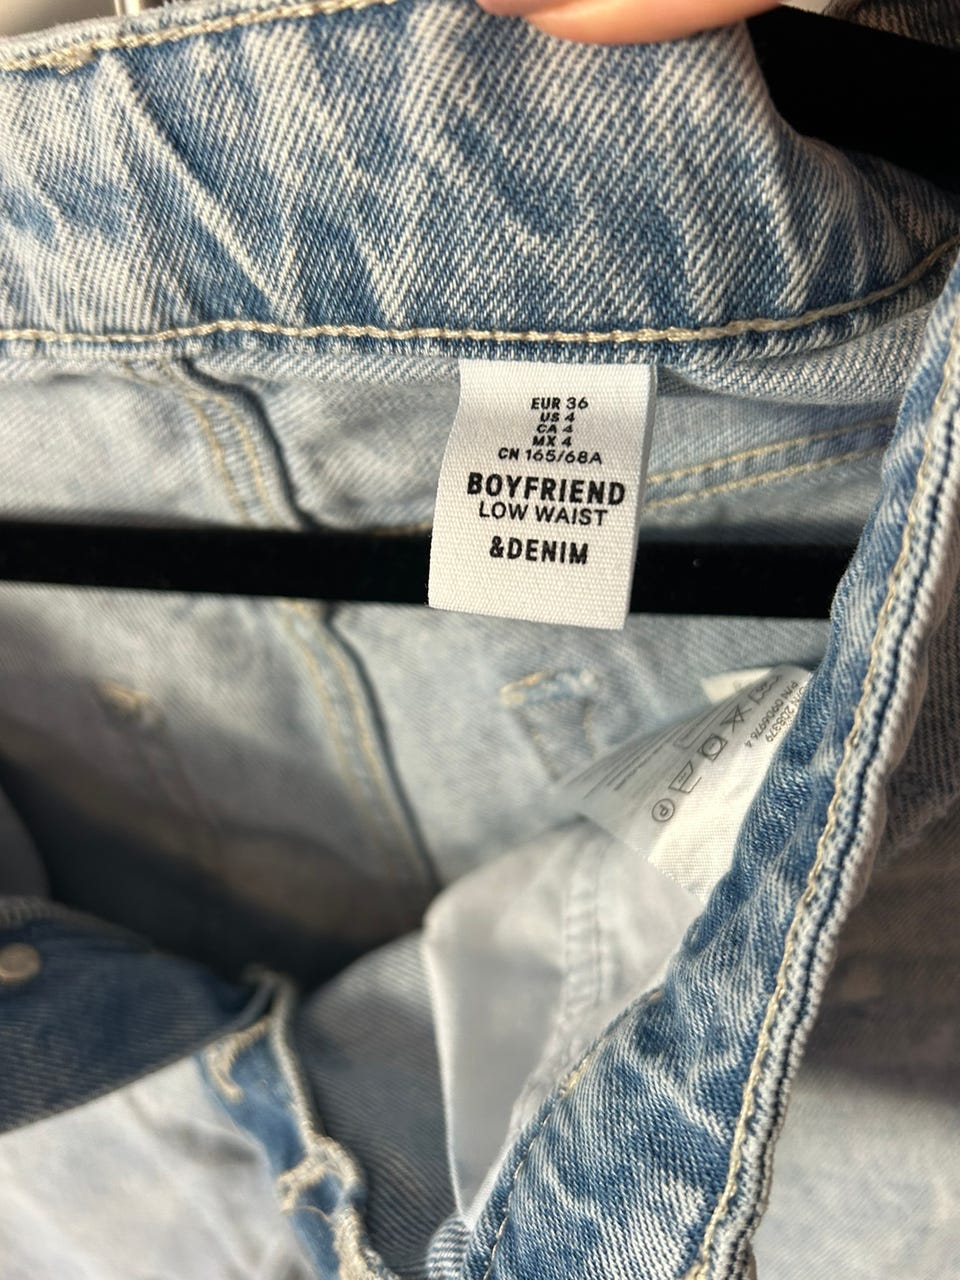 EUR 36
US 4
CA 4
MX 4
CN 165/68A
BOYFRIEND
LOW WAIST
&DENIM
P